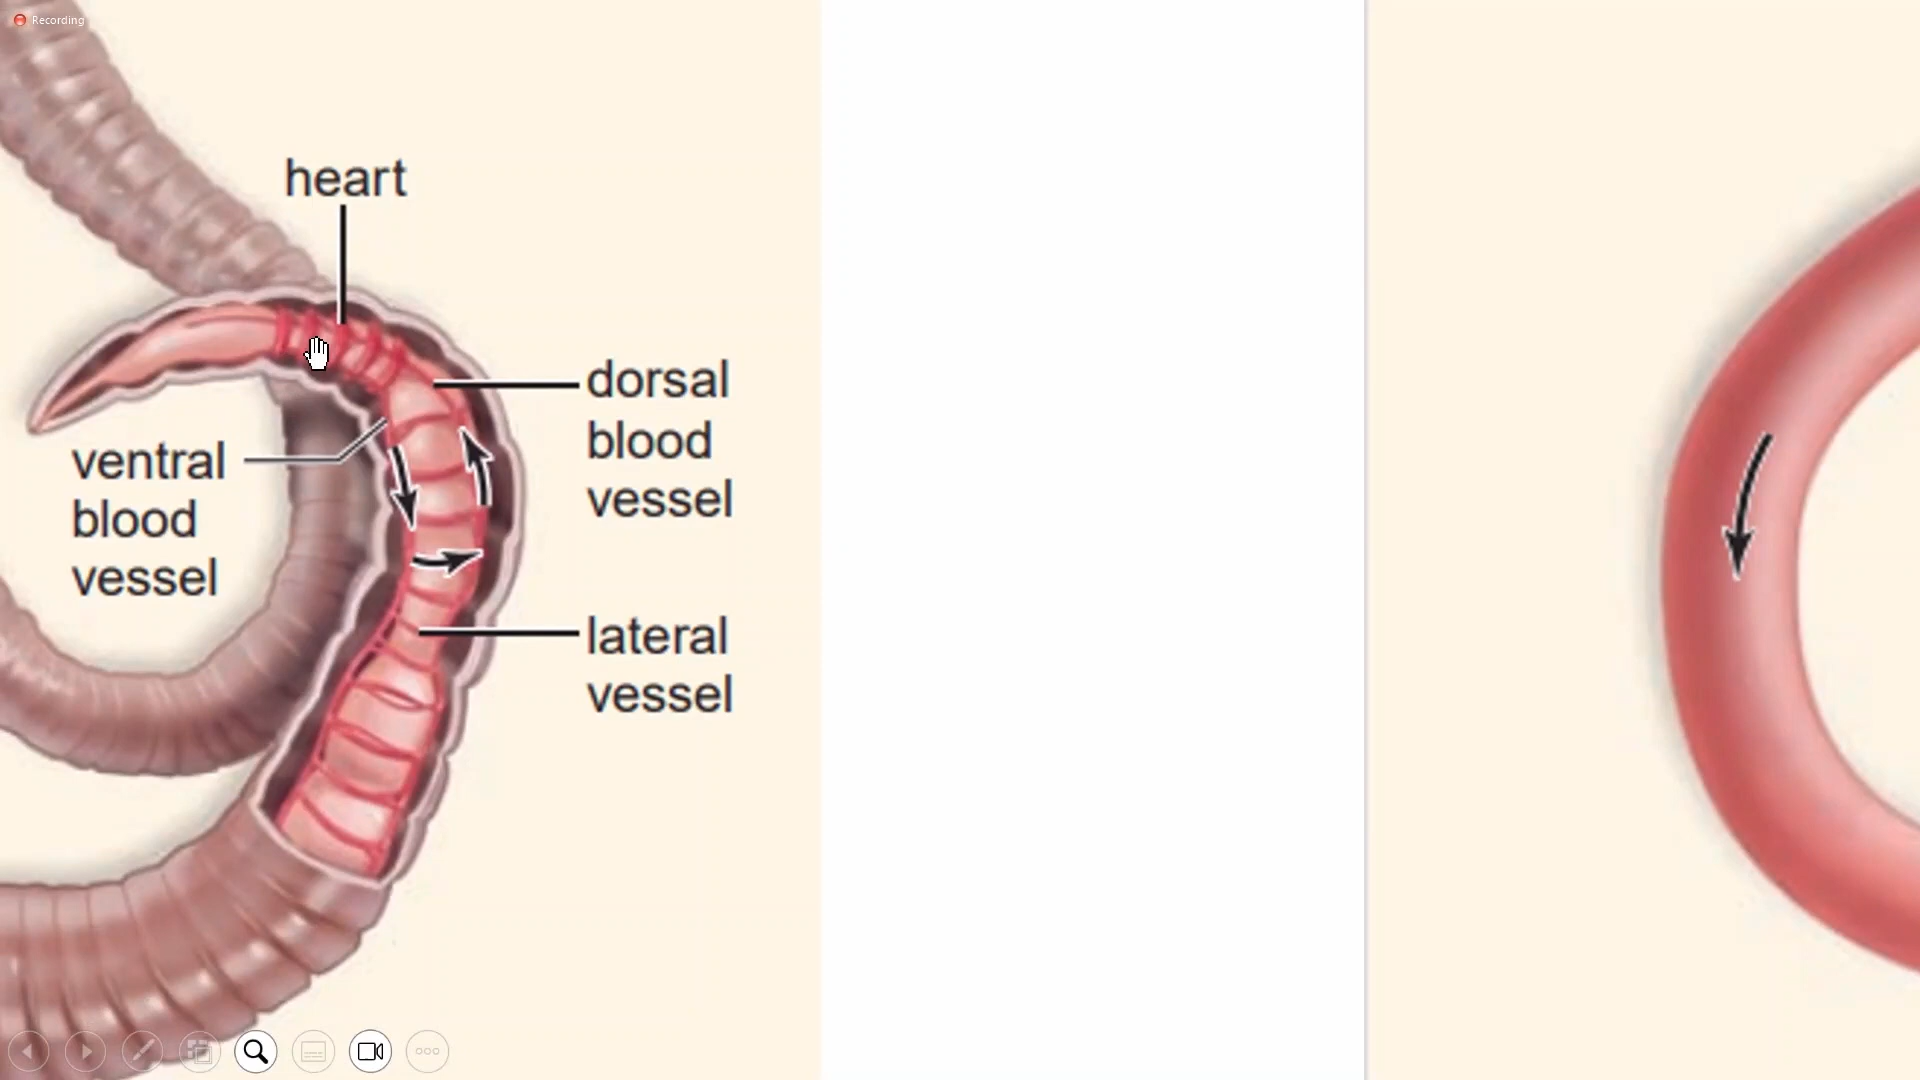 Recording
heart
dorsal
blood
vessel
ventral
blood
vessel
lateral
vessel